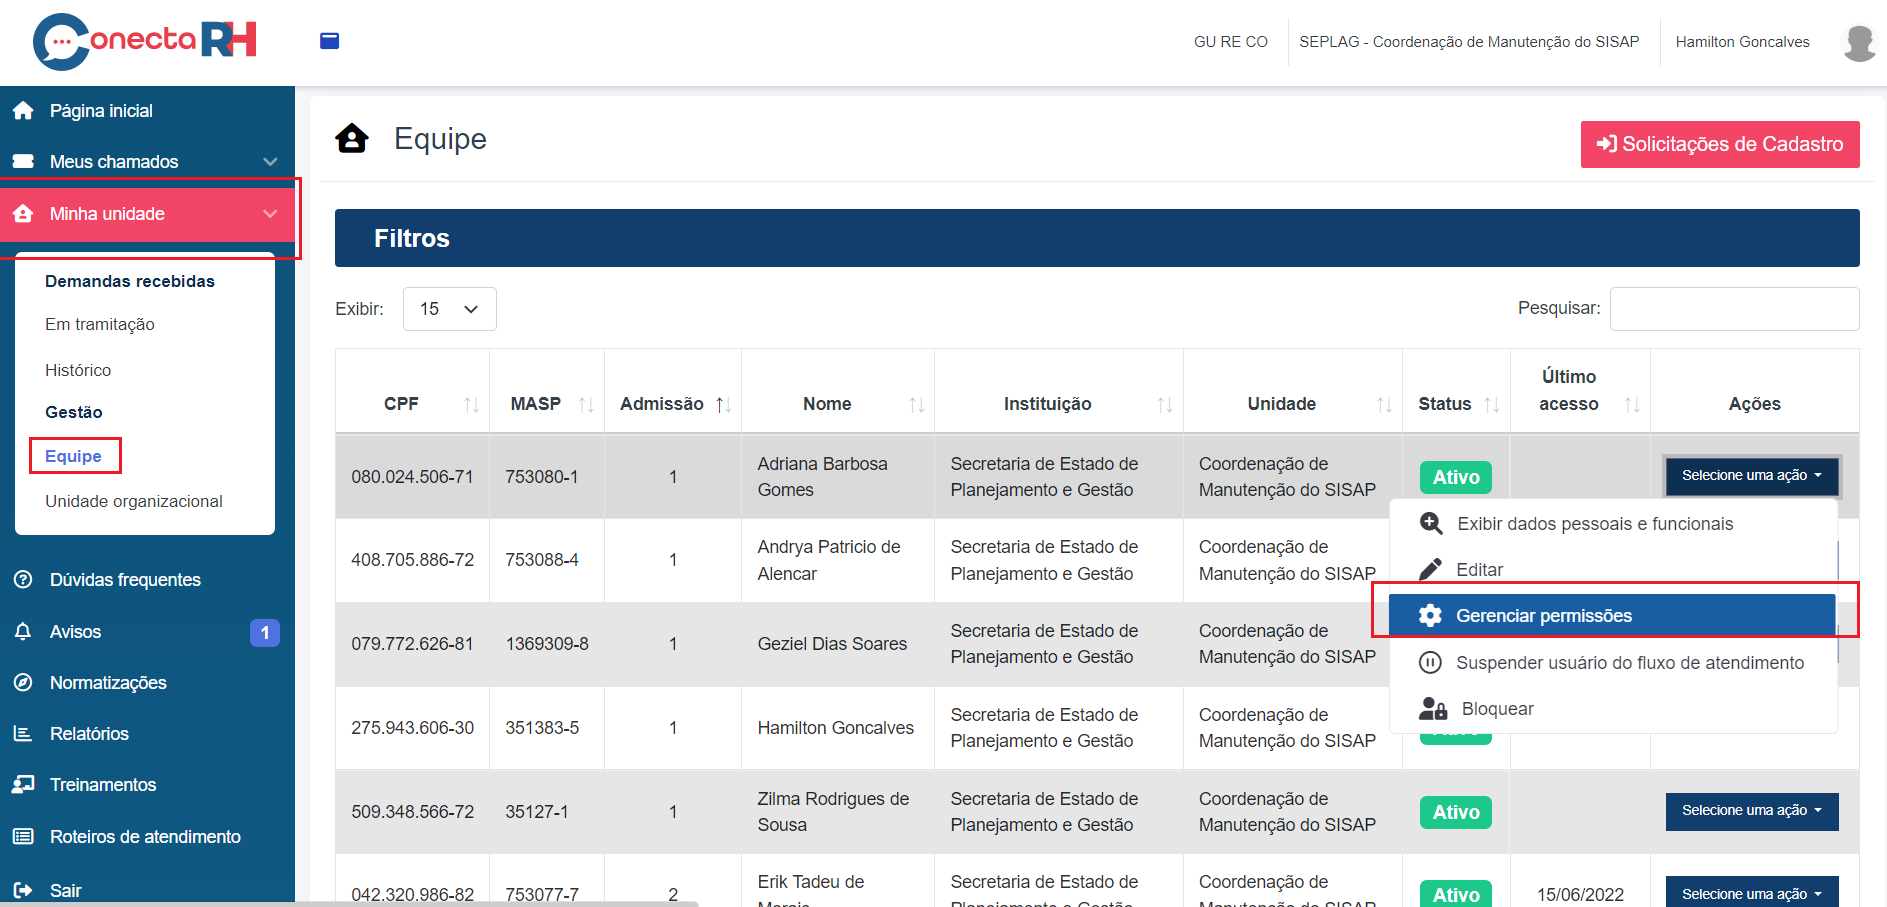 Conecta RH
GU RE CO
SEPLAG - Coordenação de Manutenção do SISAP
Hamilton Goncalves
Página inicial
Meus chamados
Minha unidade
Demandas recebidas
Em tramitação
Histórico
Gestão
Equipe
Unidade organizacional
Dúvidas frequentes
Avisos 1
Normatizações
Relatórios
Treinamentos
Roteiros de atendimento
Sair
Equipe
Solicitações de Cadastro
Filtros
Exibir: 15
Pesquisar:
CPF MASP Admissão Nome Instituição Unidade Status Último acesso Ações
080.024.506-71 753080-1 1 Adriana Barbosa Gomes Secretaria de Estado de Planejamento e Gestão Coordenação de Manutenção do SISAP Ativo Selecione uma ação
408.705.886-72 753088-4 1 Andrya Patricio de Alencar Secretaria de Estado de Planejamento e Gestão Coordenação de Manutenção do SISAP
079.772.626-81 1369309-8 1 Geziel Dias Soares Secretaria de Estado de Planejamento e Gestão Coordenação de Manutenção do SISAP
275.943.606-30 351383-5 1 Hamilton Goncalves Secretaria de Estado de Planejamento e Gestão Coordenação de Manutenção do SISAP
509.348.566-72 35127-1 1 Zilma Rodrigues de Sousa Secretaria de Estado de Planejamento e Gestão Coordenação de Manutenção do SISAP Ativo Selecione uma ação
042.320.986-82 753077-7 2 Erik Tadeu de Secretaria de Estado de Coordenação de Ativo 15/06/2022 Selecione uma ação
Exibir dados pessoais e funcionais
Editar
Gerenciar permissões
Suspender usuário do fluxo de atendimento
Bloquear